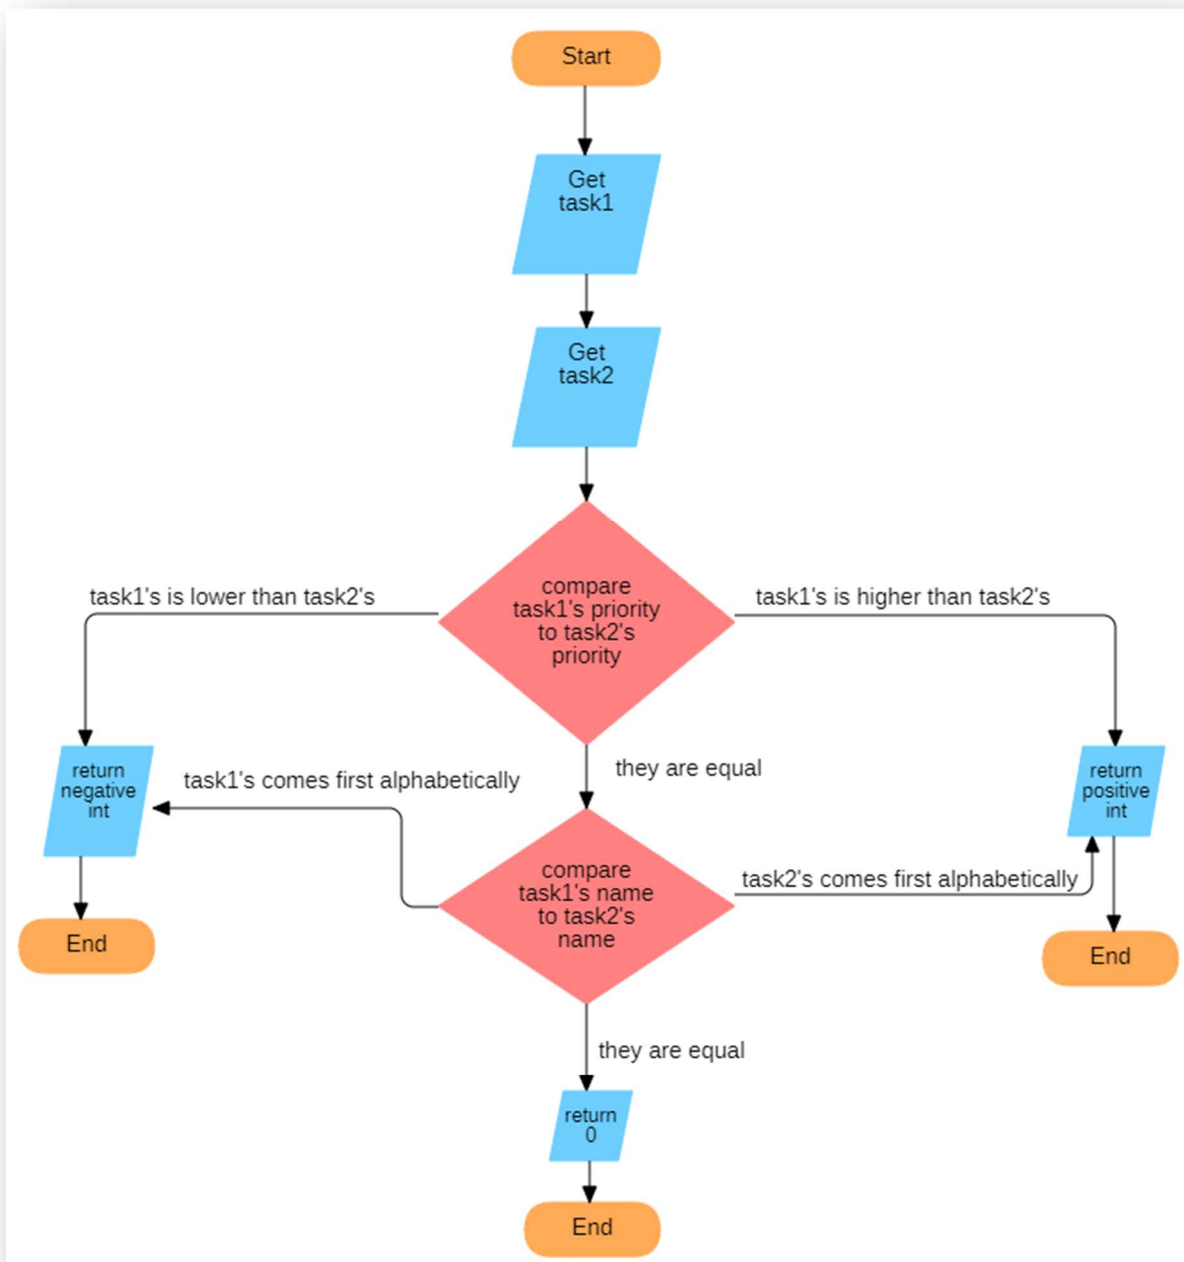 Start
Get
task1
Get
task2
compare
task1's priority
to task2's
priority
task1's is lower than task2's
task1's is higher than task2's
they are equal
return
negative
int
task1's comes first alphabetically
return
positive
int
compare
task1's name
to task2's
name
task2's comes first alphabetically
End
End
they are equal
return
0
End